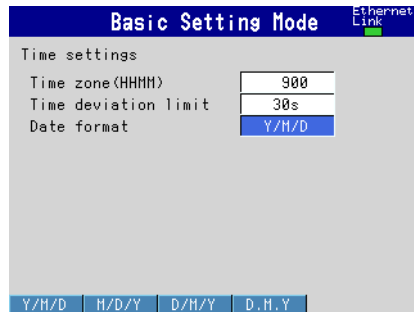 Basic Setting Mode
Ethernet
Link
Time settings
Time zone(HHMM) 900
Time deviation limit 30s
Date format Y/M/D
Y/M/D M/D/Y D/M/Y D.M.Y